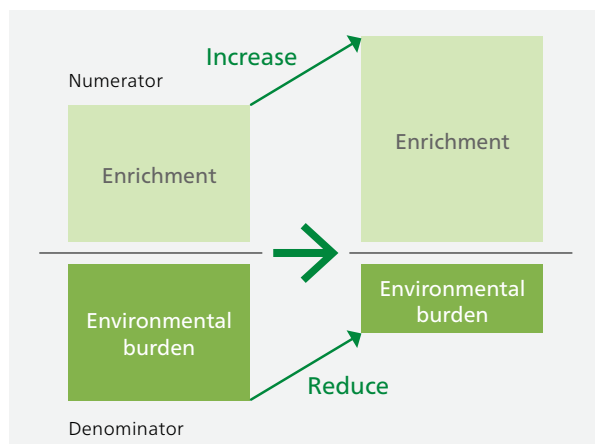 Increase
Numerator
Enrichment
Enrichment
Environmental
burden
Environmental
burden
Reduce
Denominator